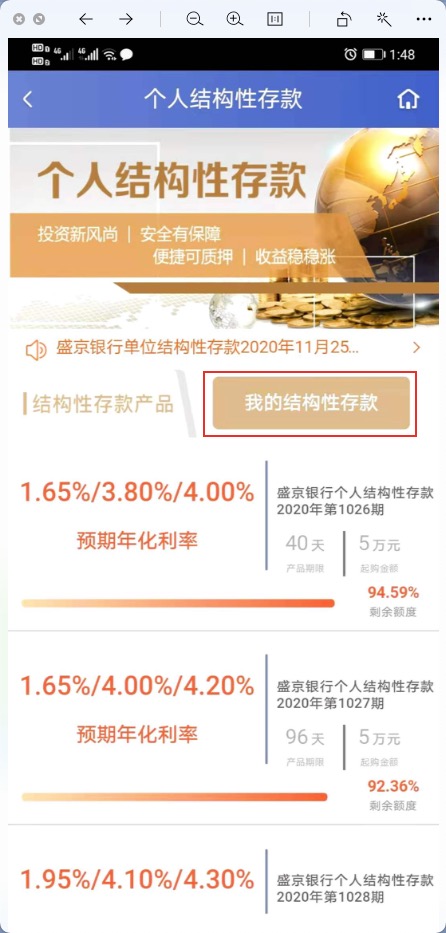 1:1
HD 1 4G 4G
HD 2
1:48
个人结构性存款
个人结构性存款
投资新风尚 | 安全有保障
便捷可质押 | 收益稳稳涨
盛京银行单位结构性存款2020年11月25...
结构性存款产品
我的结构性存款
1.65%/3.80%/4.00%
预期年化利率
盛京银行个人结构性存款
2020年第1026期
40天
5万元
产品期限
起购金额
94.59%
剩余额度
1.65%/4.00%/4.20%
预期年化利率
盛京银行个人结构性存款
2020年第1027期
96天
5万元
产品期限
起购金额
92.36%
剩余额度
1.95%/4.10%/4.30%
盛京银行个人结构性存款
2020年第1028期